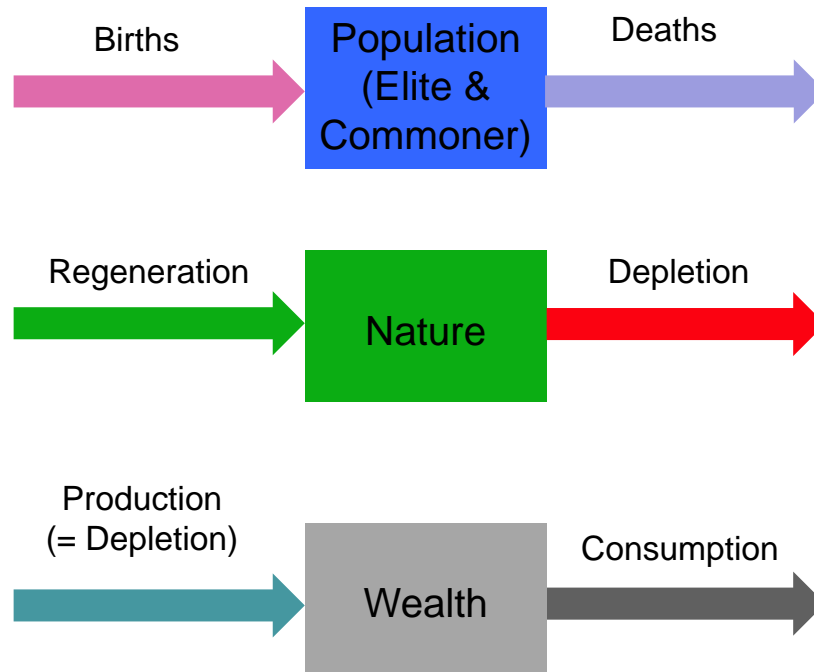 Births
Population
(Elite &
Commoner)
Deaths
Regeneration
Nature
Depletion
Production
(= Depletion)
Wealth
Consumption